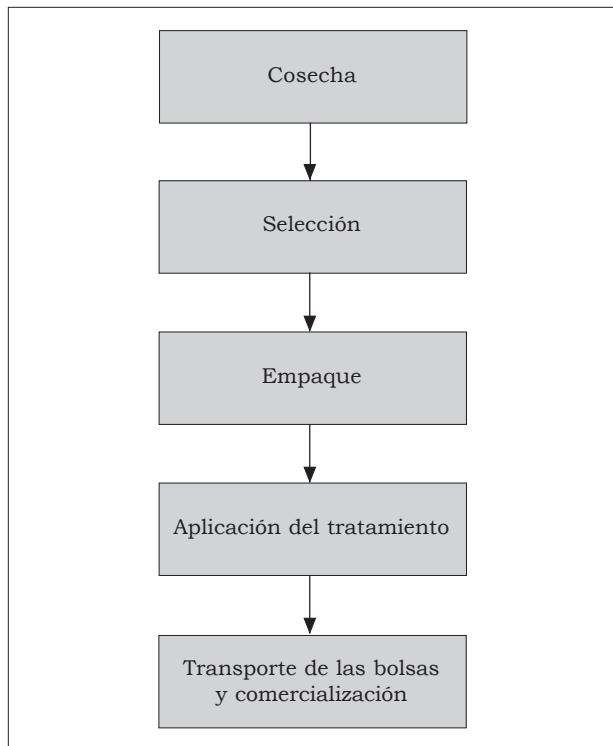 Cosecha
Selección
Empaque
Aplicación del tratamiento
Transporte de las bolsas
y comercialización